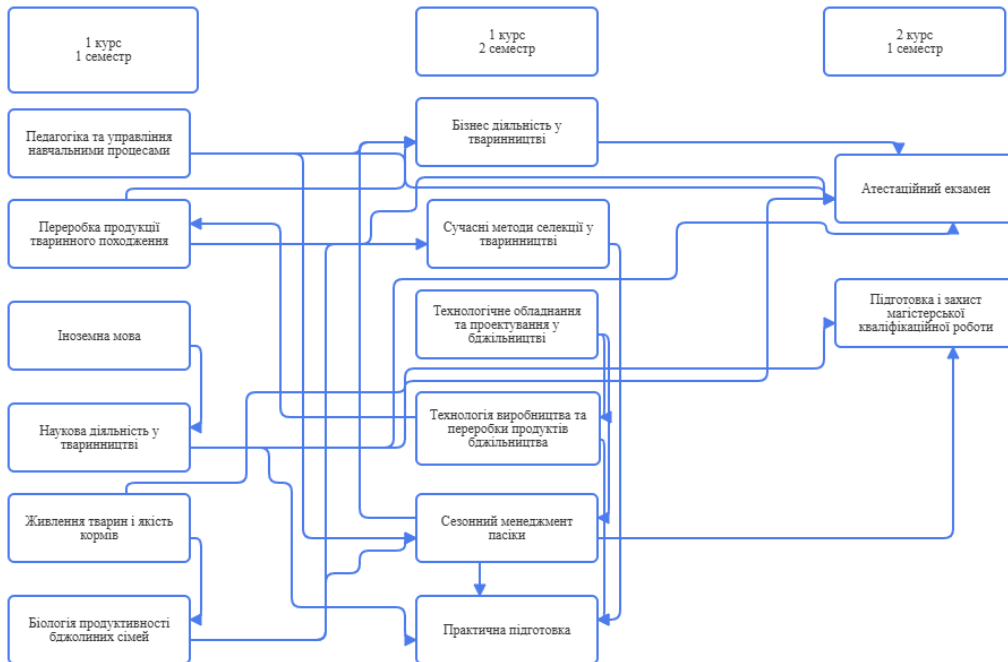 1 курс
1 семестр
1 курс
2 семестр
2 курс
1 семестр
Педагогіка та управління
навчальними процесами
Бізнес діяльність у
тваринництві
Атестаційний екзамен
Переробка продукції
тваринного походження
Сучасні методи селекції у
тваринництві
Технологічне обладнання
та проектування у
бджільництві
Підготовка і захист
магістерської
кваліфікаційної роботи
Іноземна мова
Наукова діяльність у
тваринництві
Технологія виробництва та
переробки продуктів
бджільництва
Живлення тварин і якість
кормів
Сезонний менеджмент
пасіки
Біологія продуктивності
бджолиних сімей
Практична підготовка